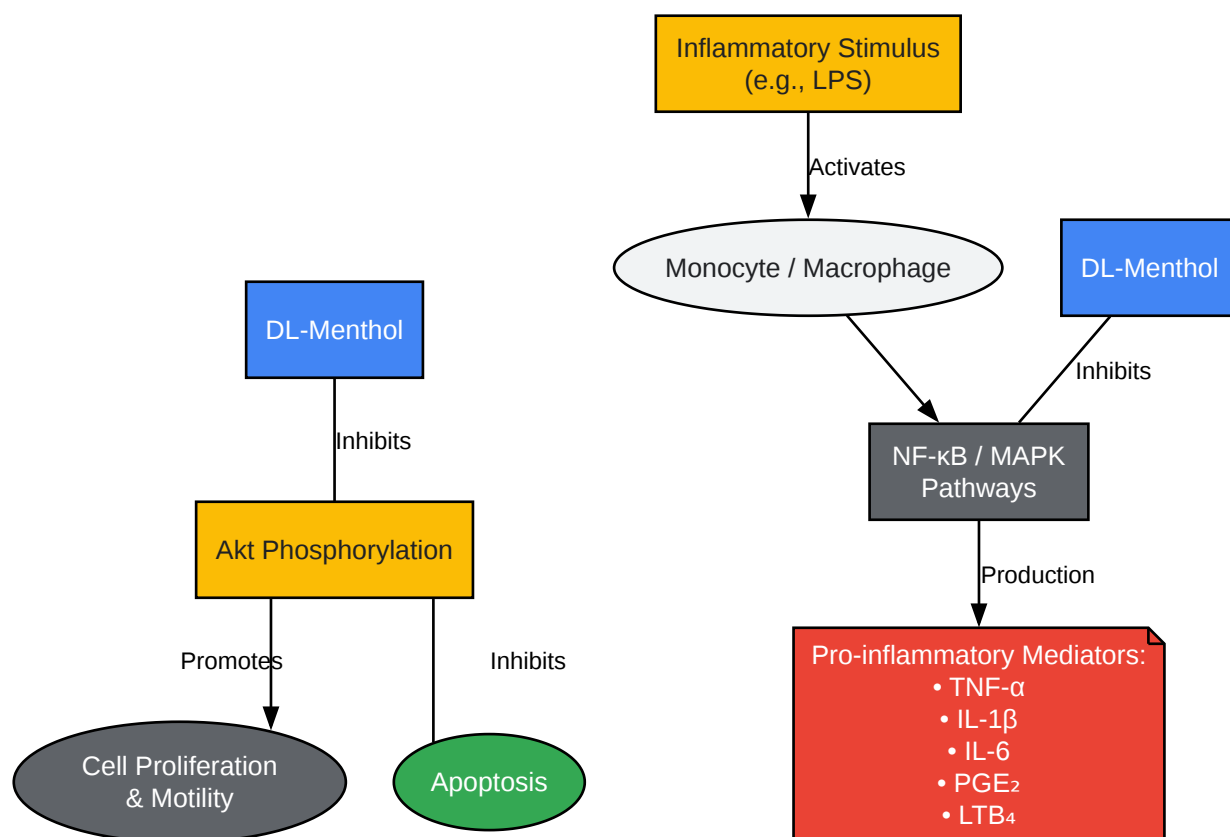 Inflammatory Stimulus
(e.g., LPS)
Activates
Monocyte / Macrophage
DL-Menthol
Inhibits
NF-κB / MAPK
Pathways
Production
Pro-inflammatory Mediators:
• TNF-α
• IL-1β
• IL-6
• PGE₂
• LTB₄
DL-Menthol
Inhibits
Akt Phosphorylation
Promotes
Inhibits
Cell Proliferation
& Motility
Apoptosis